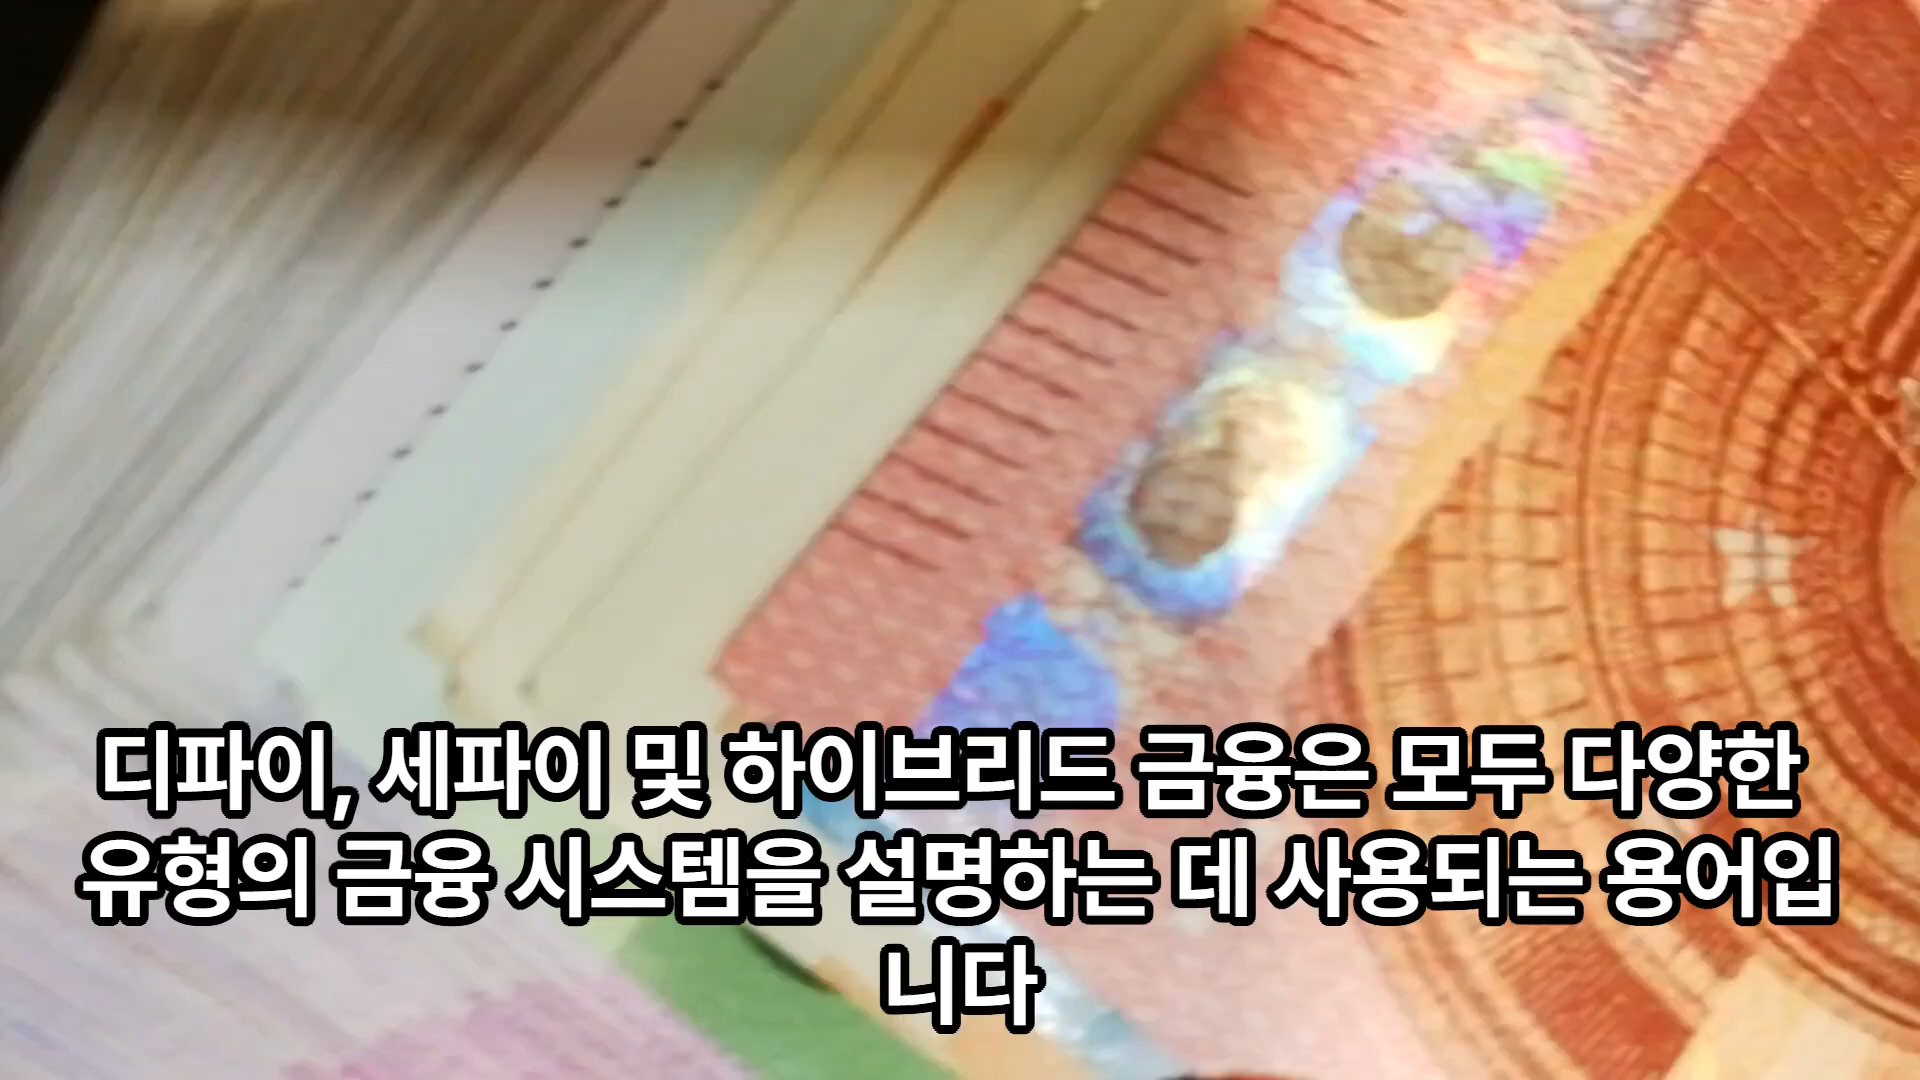 디파이, 세파이 및 하이브리드 금융은 모두 다양한
유형의 금융 시스템을 설명하는 데 사용되는 용어입
니다